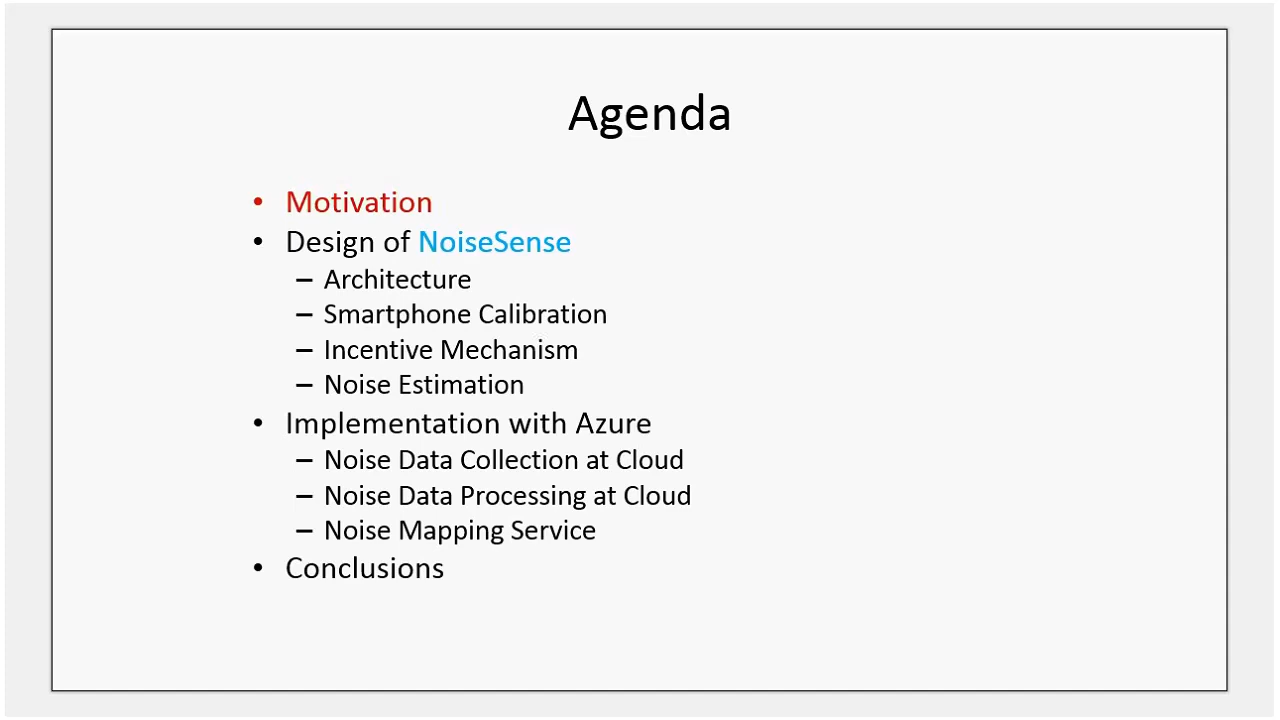 Agenda
• Motivation
• Design of NoiseSense
– Architecture
– Smartphone Calibration
– Incentive Mechanism
– Noise Estimation
• Implementation with Azure
– Noise Data Collection at Cloud
– Noise Data Processing at Cloud
– Noise Mapping Service
• Conclusions